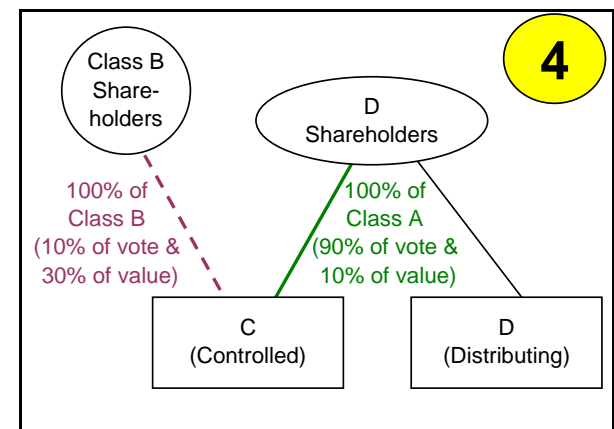 4
Class B
Share-
holders
D
Shareholders
100% of
Class B
(10% of vote &
30% of value)
100% of
Class A
(90% of vote &
10% of value)
C
(Controlled)
D
(Distributing)